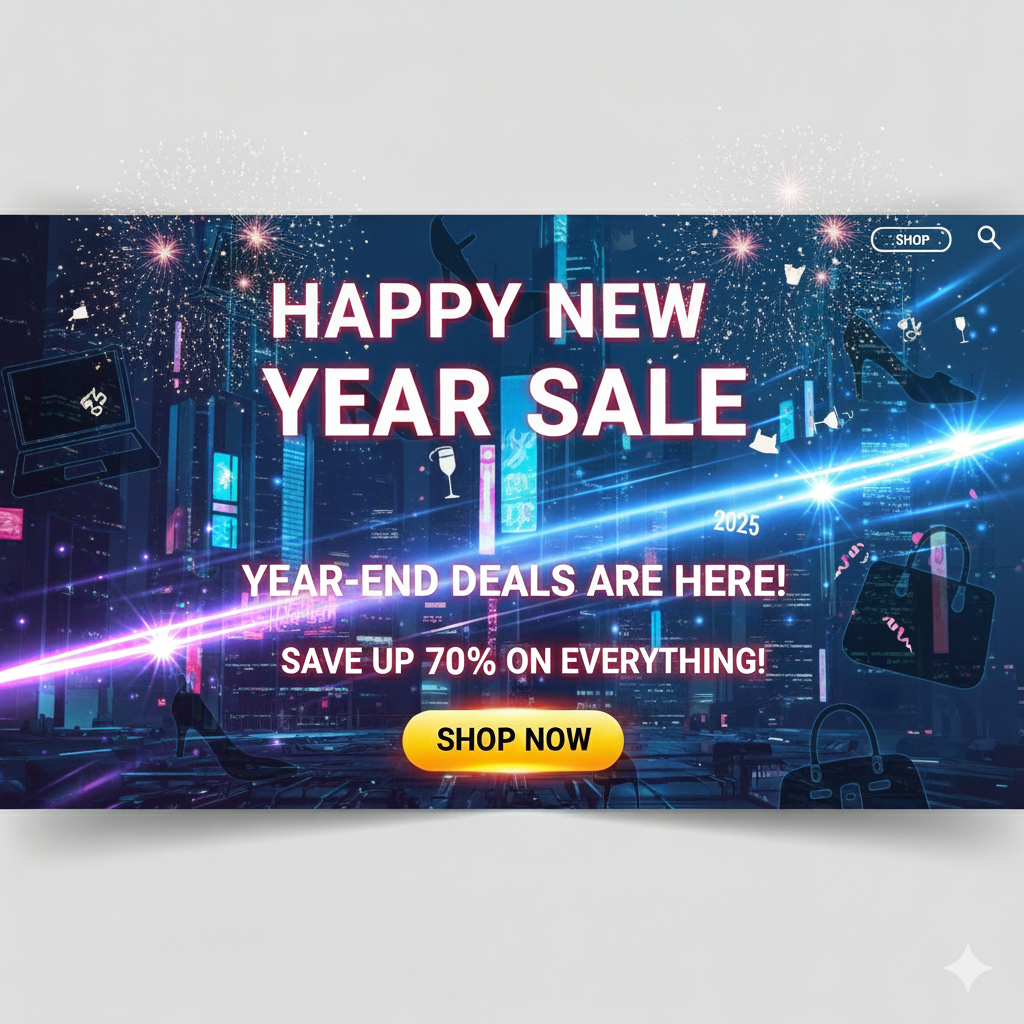 SHOP
HAPPY NEW
YEAR SALE
2025
YEAR-END DEALS ARE HERE!
SAVE UP 70% ON EVERYTHING!
SHOP NOW